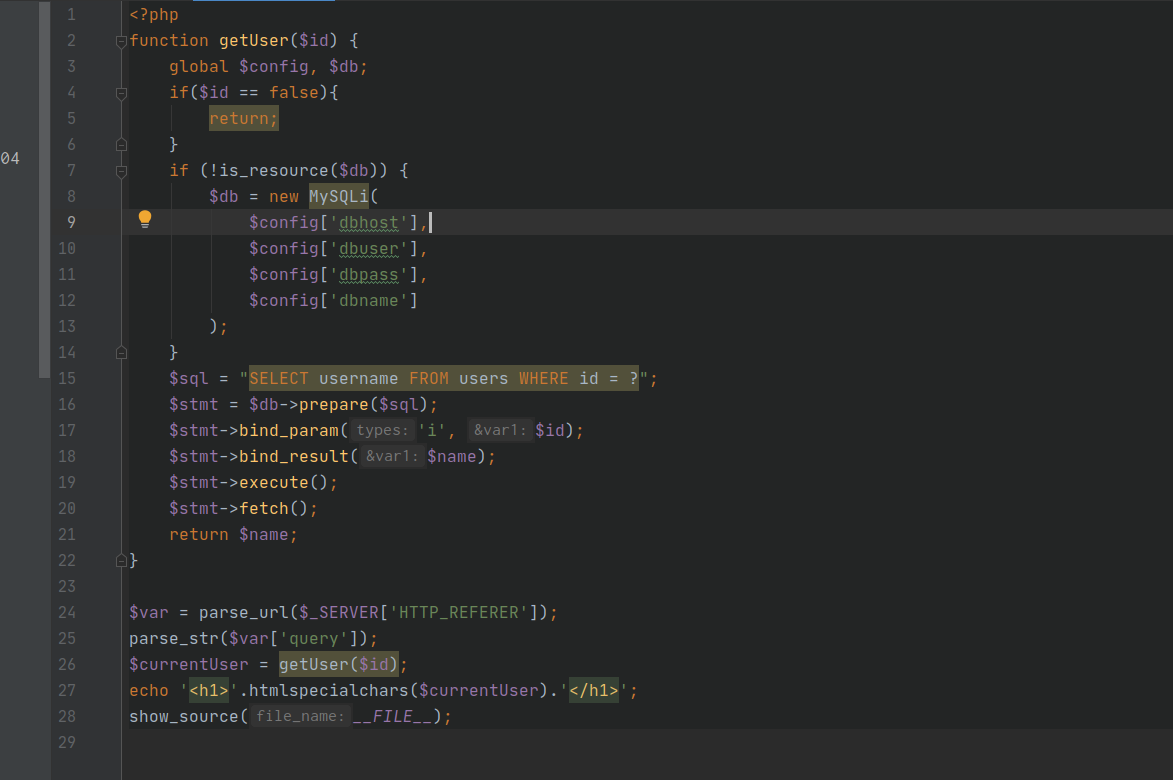 1 <?php
2 function getUser($id) {
3     global $config, $db;
4     if($id == false){
5         return;
04
6     }
7     if (!is_resource($db)) {
8         $db = new MySQLi(
9             $config['dbhost'],
10             $config['dbuser'],
11             $config['dbpass'],
12             $config['dbname']
13         );
14     }
15     $sql = "SELECT username FROM users WHERE id = ?";
16     $stmt = $db->prepare($sql);
17     $stmt->bind_param( types: 'i', &var1: $id);
18     $stmt->bind_result( &var1: $name);
19     $stmt->execute();
20     $stmt->fetch();
21     return $name;
22 }
23
24 $var = parse_url($_SERVER['HTTP_REFERER']);
25 parse_str($var['query']);
26 $currentUser = getUser($id);
27 echo '<h1>'.htmlspecialchars($currentUser).'</h1>';
28 show_source( file_name: __FILE__);
29